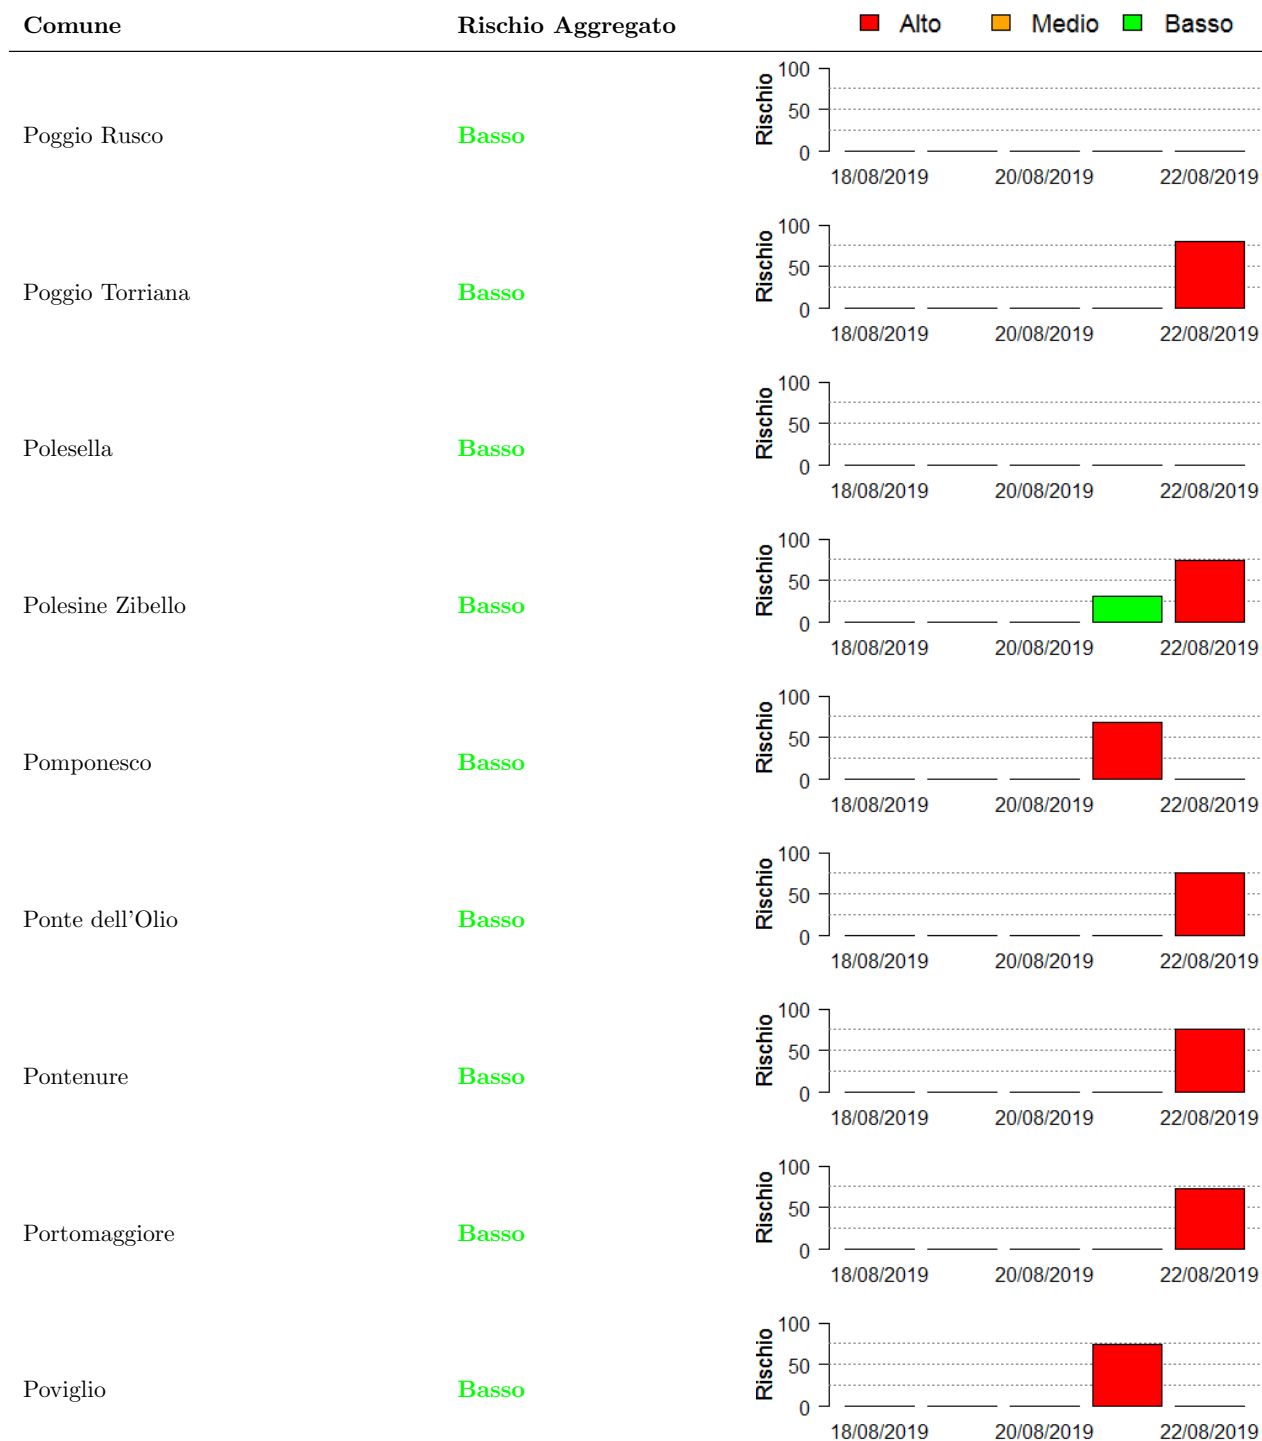 Comune Rischio Aggregato Alto Medio Basso
100
50
0
Rischio
Poggio Rusco Basso
18/08/2019 20/08/2019 22/08/2019
100
50
0
Rischio
Poggio Torriana Basso
18/08/2019 20/08/2019 22/08/2019
100
50
0
Rischio
Polesella Basso
18/08/2019 20/08/2019 22/08/2019
100
50
0
Rischio
Polesine Zibello Basso
18/08/2019 20/08/2019 22/08/2019
100
50
0
Rischio
Pomponesco Basso
18/08/2019 20/08/2019 22/08/2019
100
50
0
Rischio
Ponte dell'Olio Basso
18/08/2019 20/08/2019 22/08/2019
100
50
0
Rischio
Pontenure Basso
18/08/2019 20/08/2019 22/08/2019
100
50
0
Rischio
Portomaggiore Basso
18/08/2019 20/08/2019 22/08/2019
100
50
0
Rischio
Poviglio Basso
18/08/2019 20/08/2019 22/08/2019